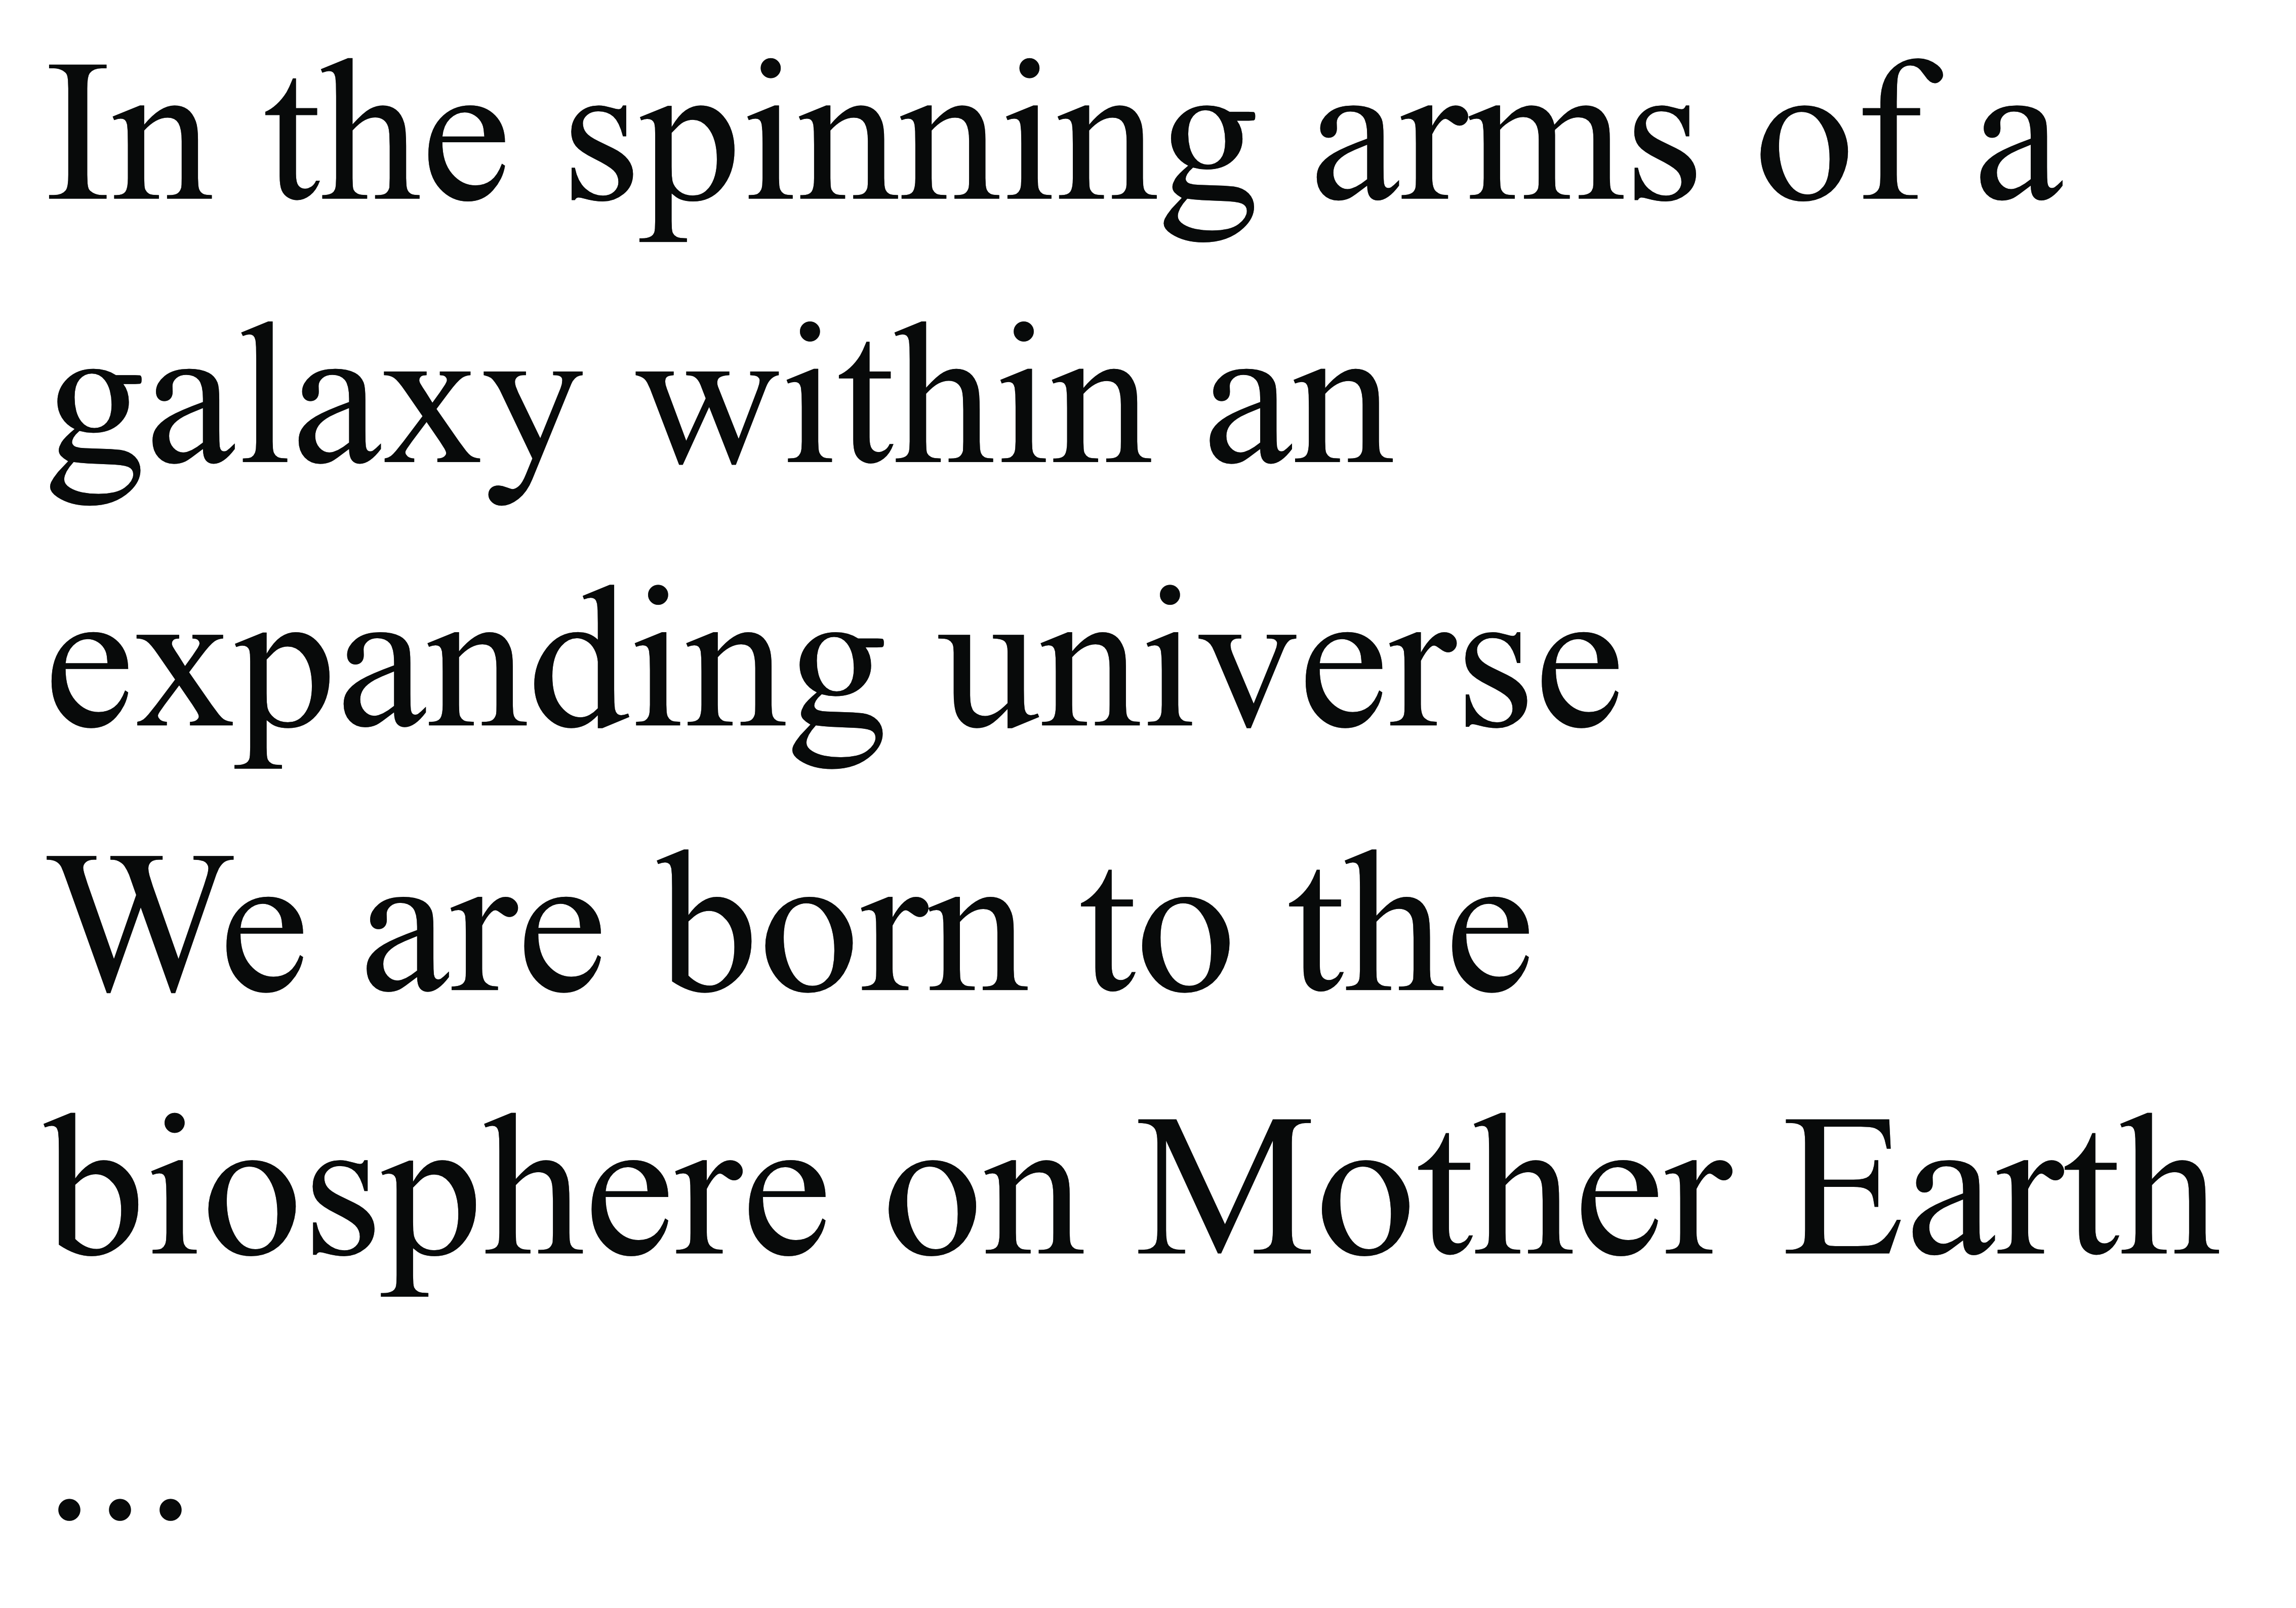 In the spinning arms of a
galaxy within an
expanding universe
We are born to the
biosphere on Mother Earth
...